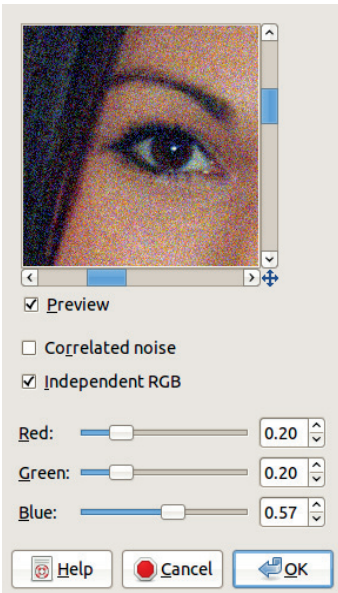 Preview
Correlated noise
Independent RGB
Red: 0.20
Green: 0.20
Blue: 0.57
Help Cancel OK